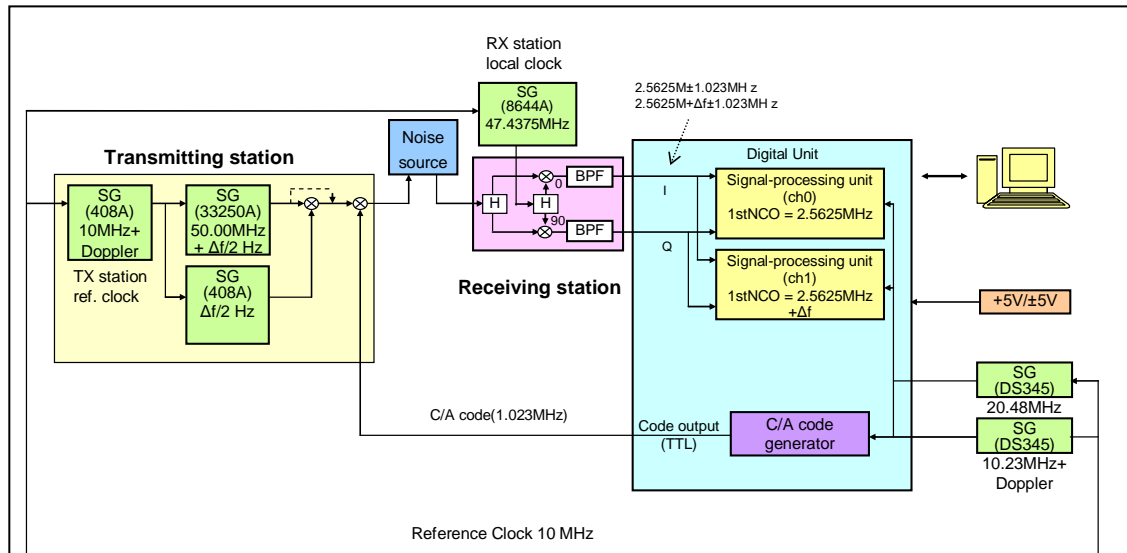 RX station
local clock
SG
(8644A)
47.4375MHz
2.5625M±1.023MH z
2.5625M+Δf±1.023MH z
Noise
source
Transmitting station
SG
(408A)
10MHz+
Doppler
TX station
ref. clock
SG
(33250A)
50.00MHz
+ Δf/2 Hz
SG
(408A)
Δf/2 Hz
H
H
0
90
BPF
BPF
Receiving station
I
Q
Digital Unit
Signal-processing unit
(ch0)
1stNCO = 2.5625MHz
Signal-processing unit
(ch1)
1stNCO = 2.5625MHz
+Δf
+5V/±5V
SG
(DS345)
20.48MHz
SG
(DS345)
10.23MHz+
Doppler
C/A code(1.023MHz)
Code output
(TTL)
C/A code
generator
Reference Clock 10 MHz